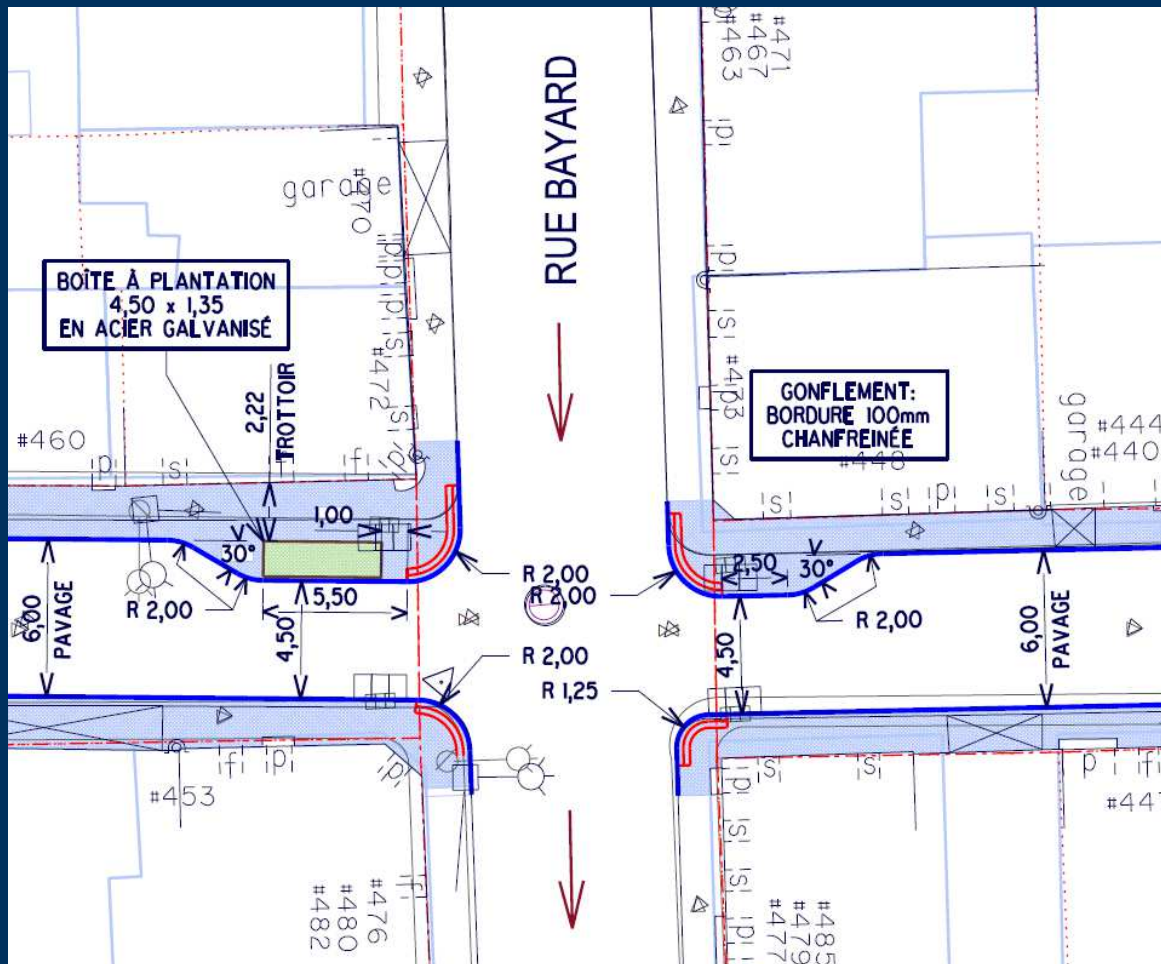 #471
#467
#463
RUE BAYARD
garage
#470
p
p
p
p
s
p
BOÎTE À PLANTATION
4,50 x 1,35
EN ACIER GALVANISÉ
#472
s
#473
p
s
GONFLEMENT:
BORDURE 100mm
CHANFREINÉE
garage
#444
#440
2,22
TROTTOIR
#460
p
s
f
s
p
#448
s
s
p
s
1,00
30°
2,50
30°
R 2,00
R 2,00
R 2,00
5,50
R 2,00
6,00
PAVAGE
4,50
4,50
6,00
PAVAGE
R 2,00
R 1,25
#453
f
p
p
s
s
p
f
#447
p
s
s
s
p
f
#476
#480
#482
#485
#479
#477